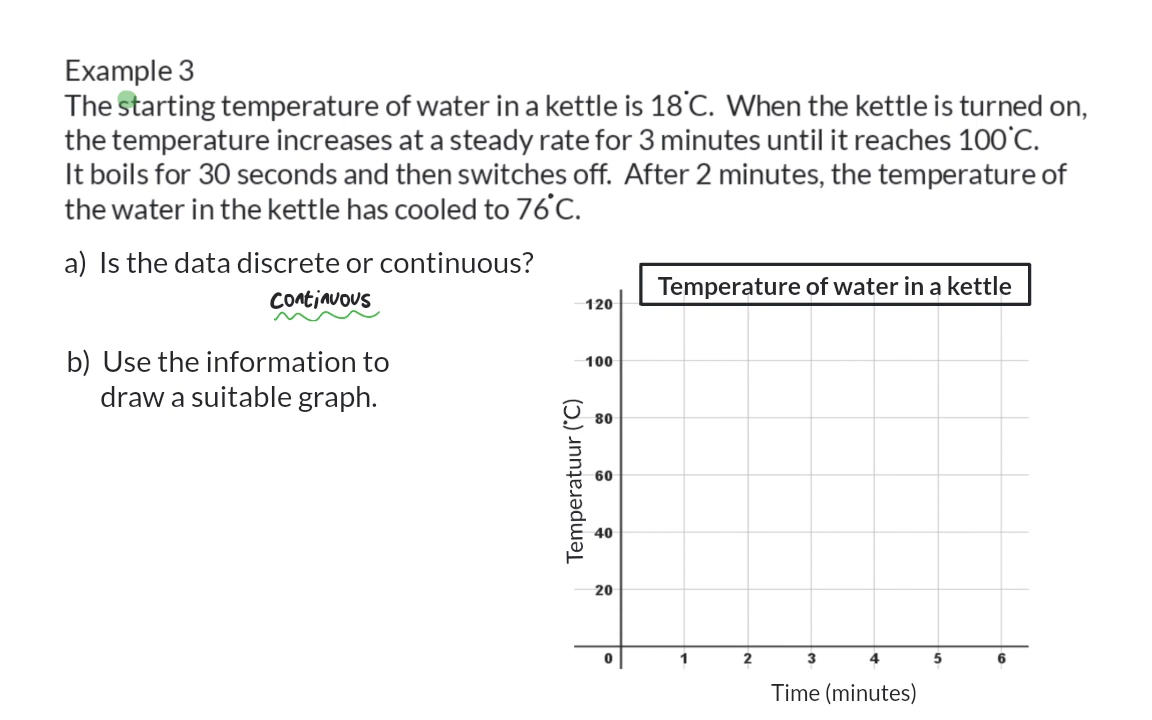 Example 3
The starting temperature of water in a kettle is 18°C. When the kettle is turned on,
the temperature increases at a steady rate for 3 minutes until it reaches 100°C.
It boils for 30 seconds and then switches off. After 2 minutes, the temperature of
the water in the kettle has cooled to 76°C.
a) Is the data discrete or continuous?
continuous
b) Use the information to
draw a suitable graph.
Temperature of water in a kettle
Temperatuur (°C)
120
100
80
60
40
20
0 1 2 3 4 5 6
Time (minutes)